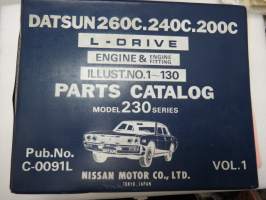 DATSUN 260C.240C.200C
L-DRIVE
ENGINE & ENGINE FITTING
ILLUST.NO.1~130
PARTS CATALOG
MODEL 230 SERIES
Pub.No.
C-0091L
NISSAN MOTOR CO., LTD.
TOKYO, JAPAN
VOL.1